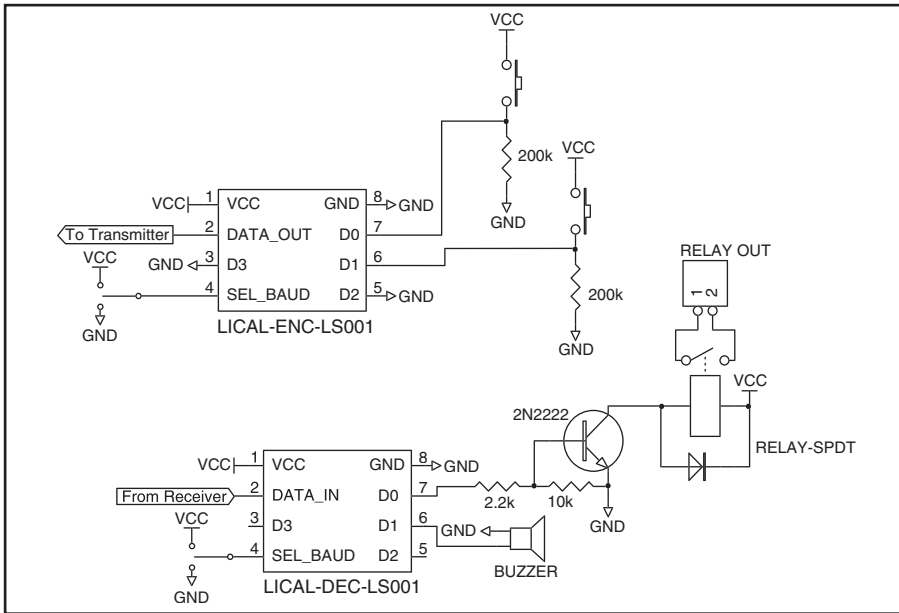 VCC
200k
GND
VCC
200k
GND
VCC 1 VCC GND 8 GND
To Transmitter 2 DATA_OUT D0 7
GND 3 D3 D1 6
VCC
4 SEL_BAUD D2 5 GND
GND
LICAL-ENC-LS001
RELAY OUT
1
2
VCC
RELAY-SPDT
2N2222
2.2k
10k
GND
VCC 1 VCC GND 8 GND
From Receiver 2 DATA_IN D0 7
3 D3 D1 6 GND
VCC
4 SEL_BAUD D2 5
GND
BUZZER
LICAL-DEC-LS001